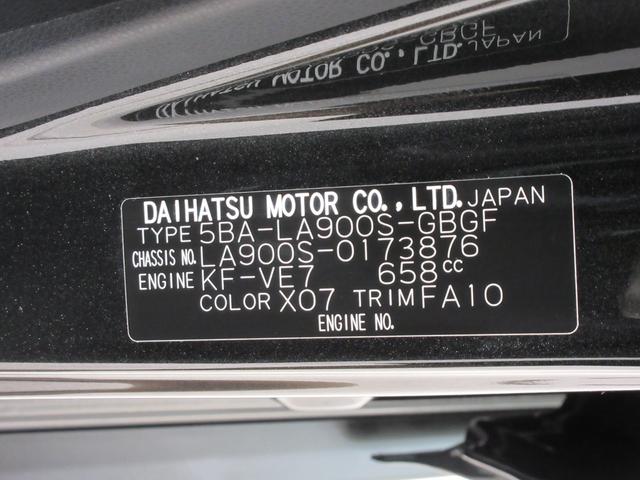 DAIHATSU MOTOR CO., LTD. JAPAN
TYPE 5BA-LA900S-GBGF
CHASSIS NO. LA900S-0173876
ENGINE KF-VE7 658cc
COLOR X07 TRIM FA10
ENGINE NO.